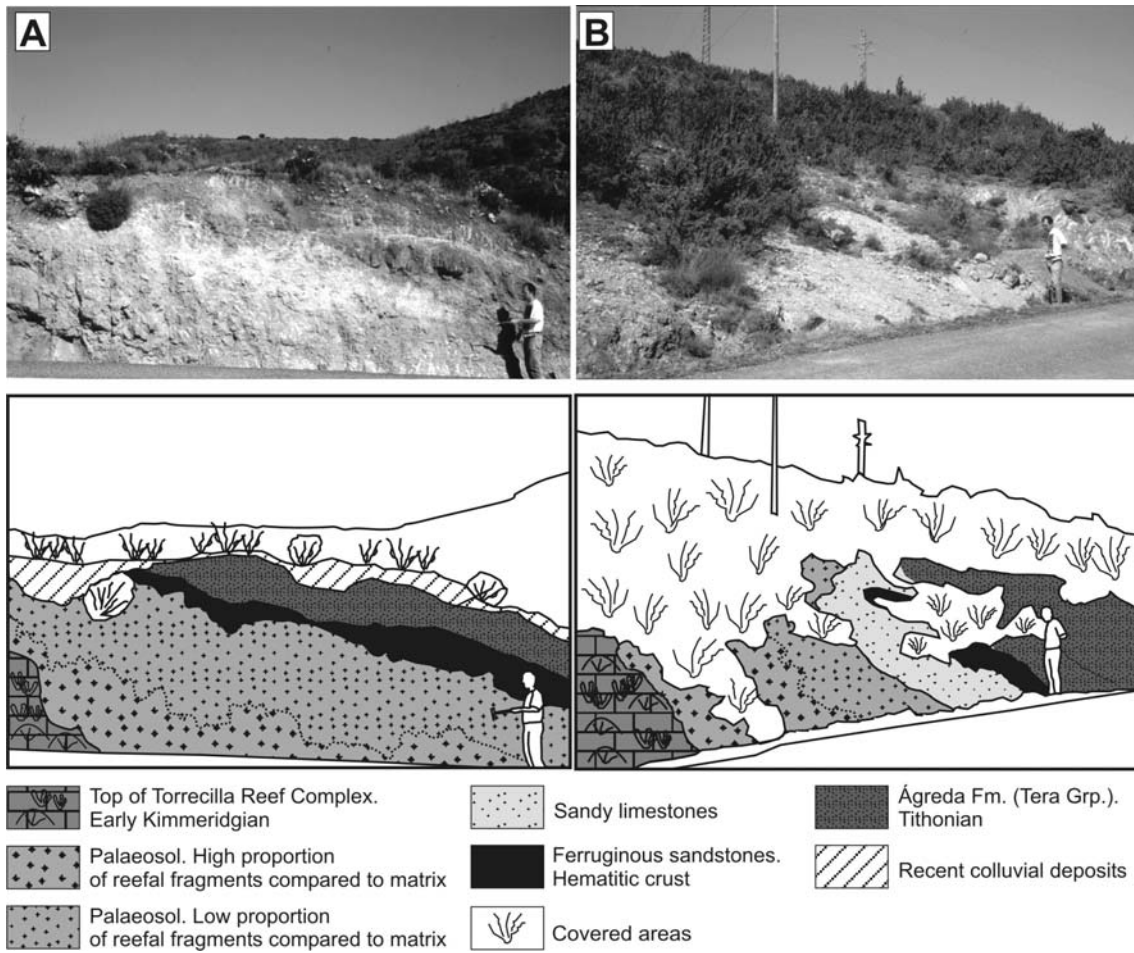 A
B
Top of Torrecilla Reef Complex.
Early Kimmeridgian
Palaeosol. High proportion
of reefal fragments compared to matrix
Palaeosol. Low proportion
of reefal fragments compared to matrix
Sandy limestones
Ferruginous sandstones.
Hematitic crust
Covered areas
Ágreda Fm. (Tera Grp.).
Tithonian
Recent colluvial deposits